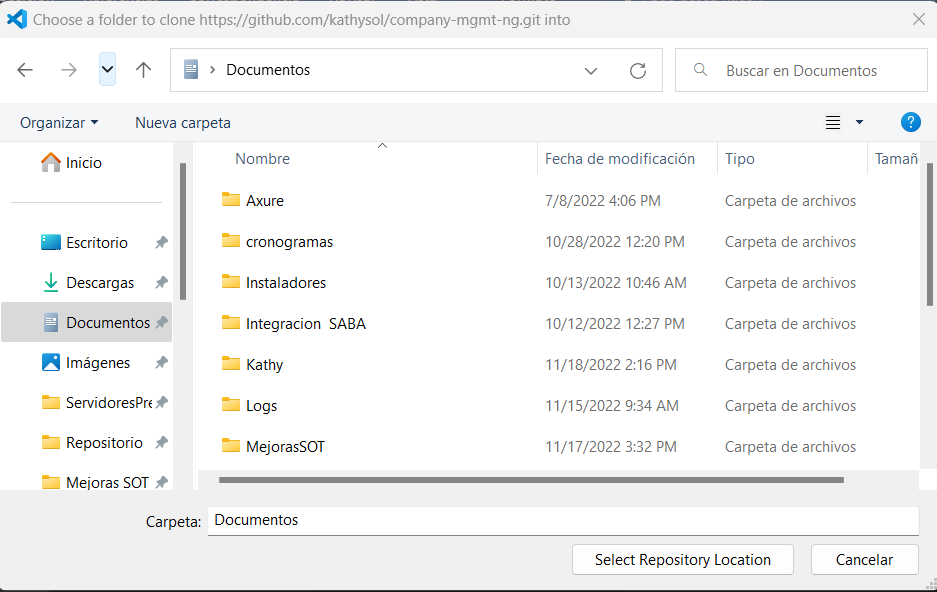 Choose a folder to clone https://github.com/kathysol/company-mgmt-ng.git into
Documentos
Buscar en Documentos
Organizar
Nueva carpeta
?
Inicio
Escritorio
Descargas
Documentos
Imágenes
ServidoresPre
Repositorio
Mejoras SOT
Nombre Fecha de modificación Tipo Tamañ
Axure 7/8/2022 4:06 PM Carpeta de archivos
cronogramas 10/28/2022 12:20 PM Carpeta de archivos
Instaladores 10/13/2022 10:46 AM Carpeta de archivos
Integracion SABA 10/12/2022 12:27 PM Carpeta de archivos
Kathy 11/18/2022 2:16 PM Carpeta de archivos
Logs 11/15/2022 9:34 AM Carpeta de archivos
MejorasSOT 11/17/2022 3:32 PM Carpeta de archivos
Carpeta: Documentos
Select Repository Location
Cancelar